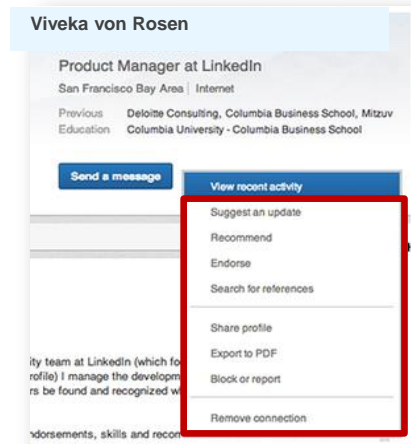 Viveka von Rosen
Product Manager at LinkedIn
San Francisco Bay Area | Internet
Previous Deloitte Consulting, Columbia Business School, Mitzuv
Education Columbia University - Columbia Business School
Send a message
View recent activity
Suggest an update
Recommend
Endorse
Search for references
Share profile
Export to PDF
Block or report
ity team at LinkedIn (which fo
rofile) I manage the developm
rs be found and recognized w
Remove connection
ndorsements, skills and recom